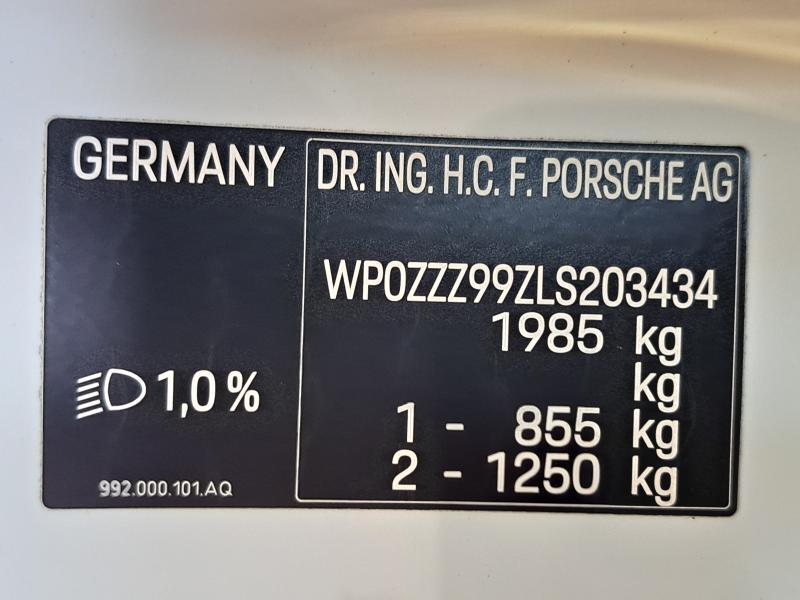 GERMANY
1,0 %
992.000.101.AQ
DR. ING. H.C. F. PORSCHE AG
WP0ZZZ99ZLS203434
1985 kg
kg
1 - 855 kg
2 - 1250 kg